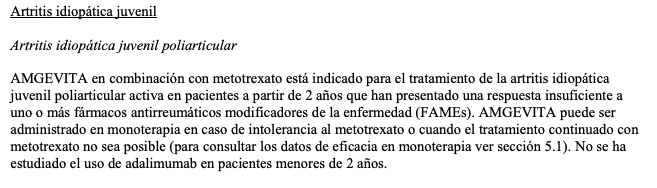 Artritis idiopática juvenil
Artritis idiopática juvenil poliarticular
AMGEVITA en combinación con metotrexato está indicado para el tratamiento de la artritis idiopática
juvenil poliarticular activa en pacientes a partir de 2 años que han presentado una respuesta insuficiente a
uno o más fármacos antirreumáticos modificadores de la enfermedad (FAMEs). AMGEVITA puede ser
administrado en monoterapia en caso de intolerancia al metotrexato o cuando el tratamiento continuado con
metotrexato no sea posible (para consultar los datos de eficacia en monoterapia ver sección 5.1). No se ha
estudiado el uso de adalimumab en pacientes menores de 2 años.